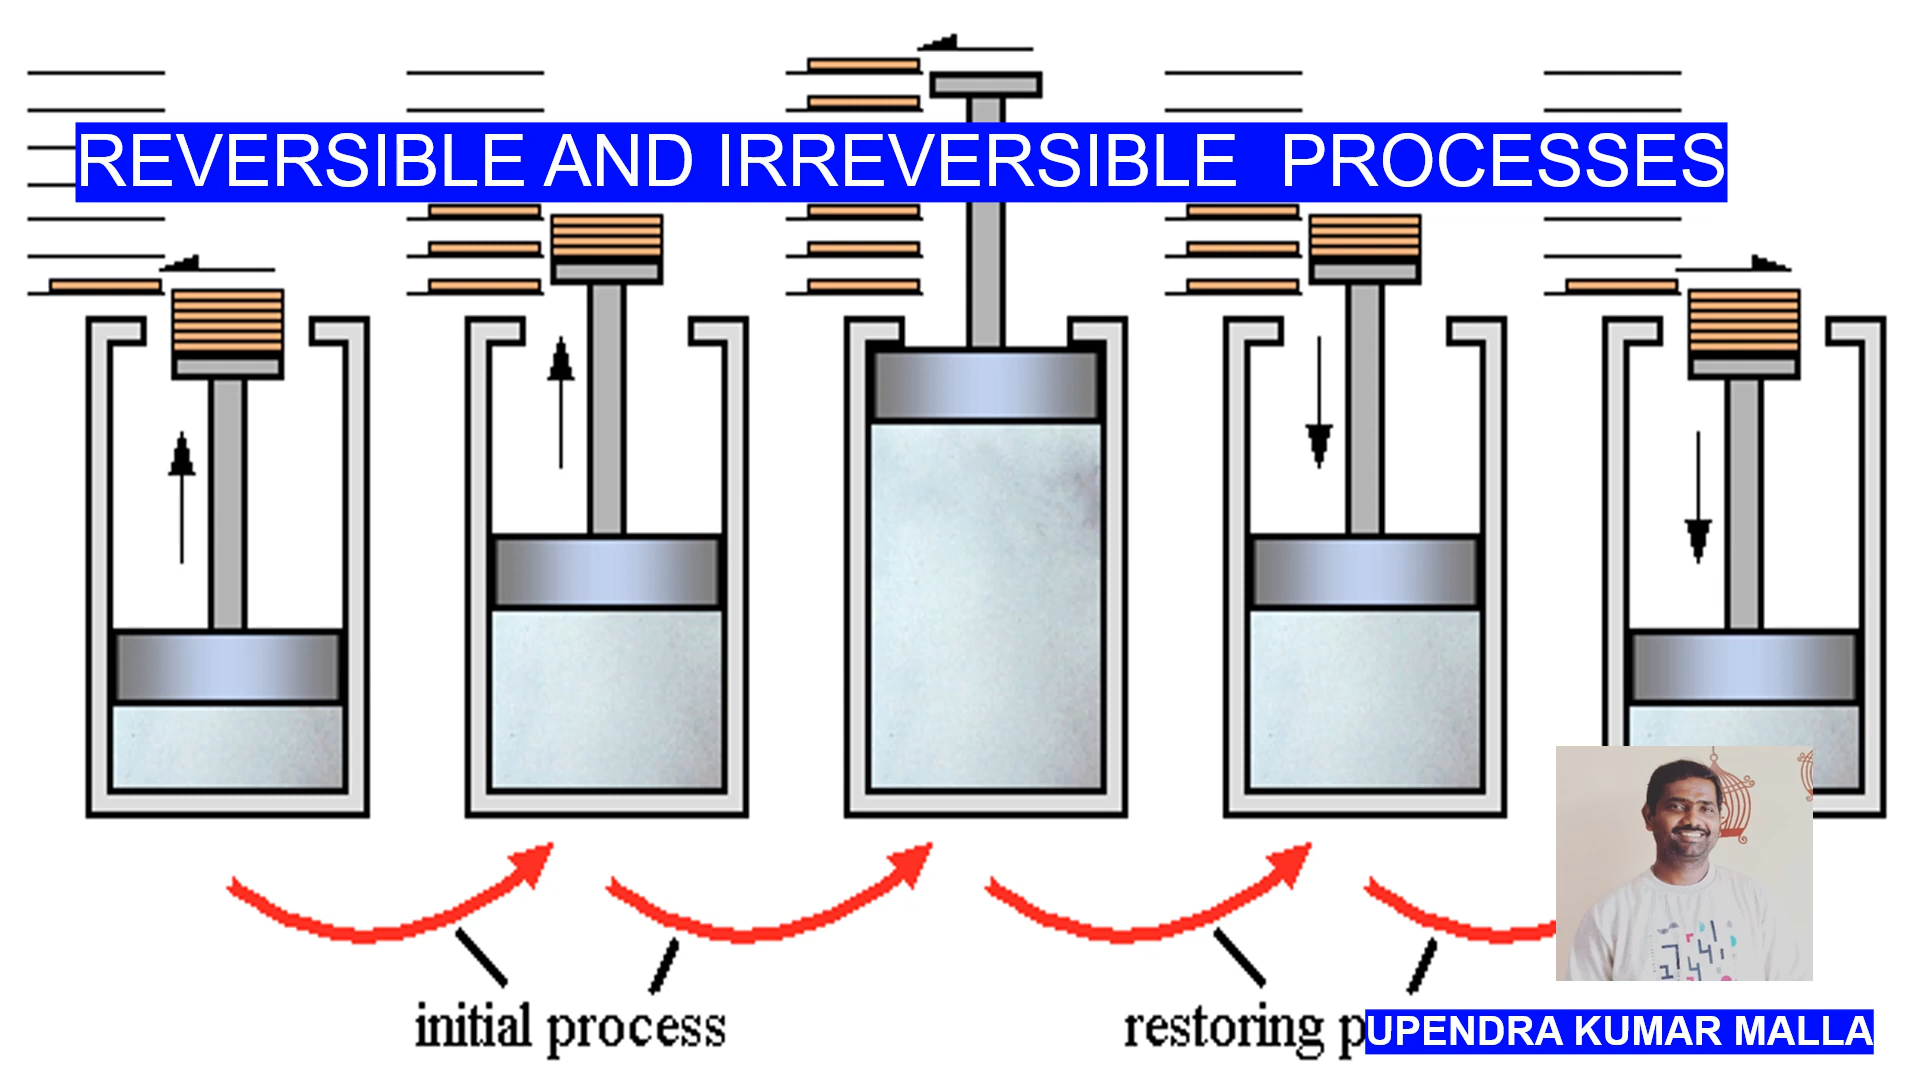 REVERSIBLE AND IRREVERSIBLE  PROCESSES
initial process
restoring p
UPENDRA KUMAR MALLA